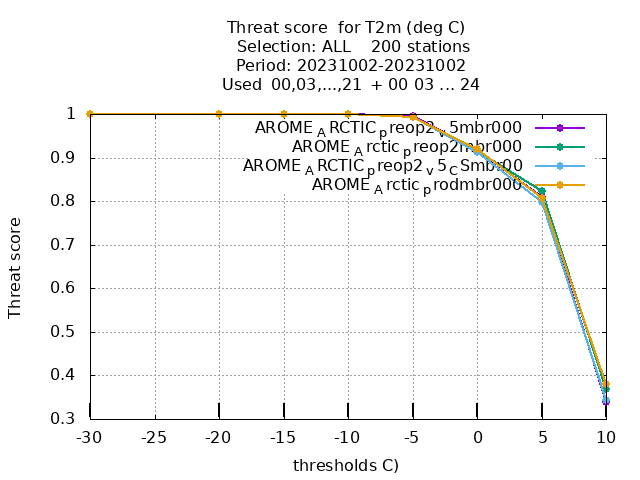 Threat score for T2m (deg C)
Selection: ALL 200 stations
Period: 20231002-20231002
Used 00,03,...,21 + 00 03 ... 24
AROME_ARCTIC_preop2_v5mbr000
AROME_Arctic_preop2mbr000
AROME_ARCTIC_preop2_v5_CSmbr00
AROME_Arctic_prodmbr000
1
0.9
0.8
0.7
0.6
0.5
0.4
0.3
Threat score
-30 -25 -20 -15 -10 -5 0 5 10
thresholds C)